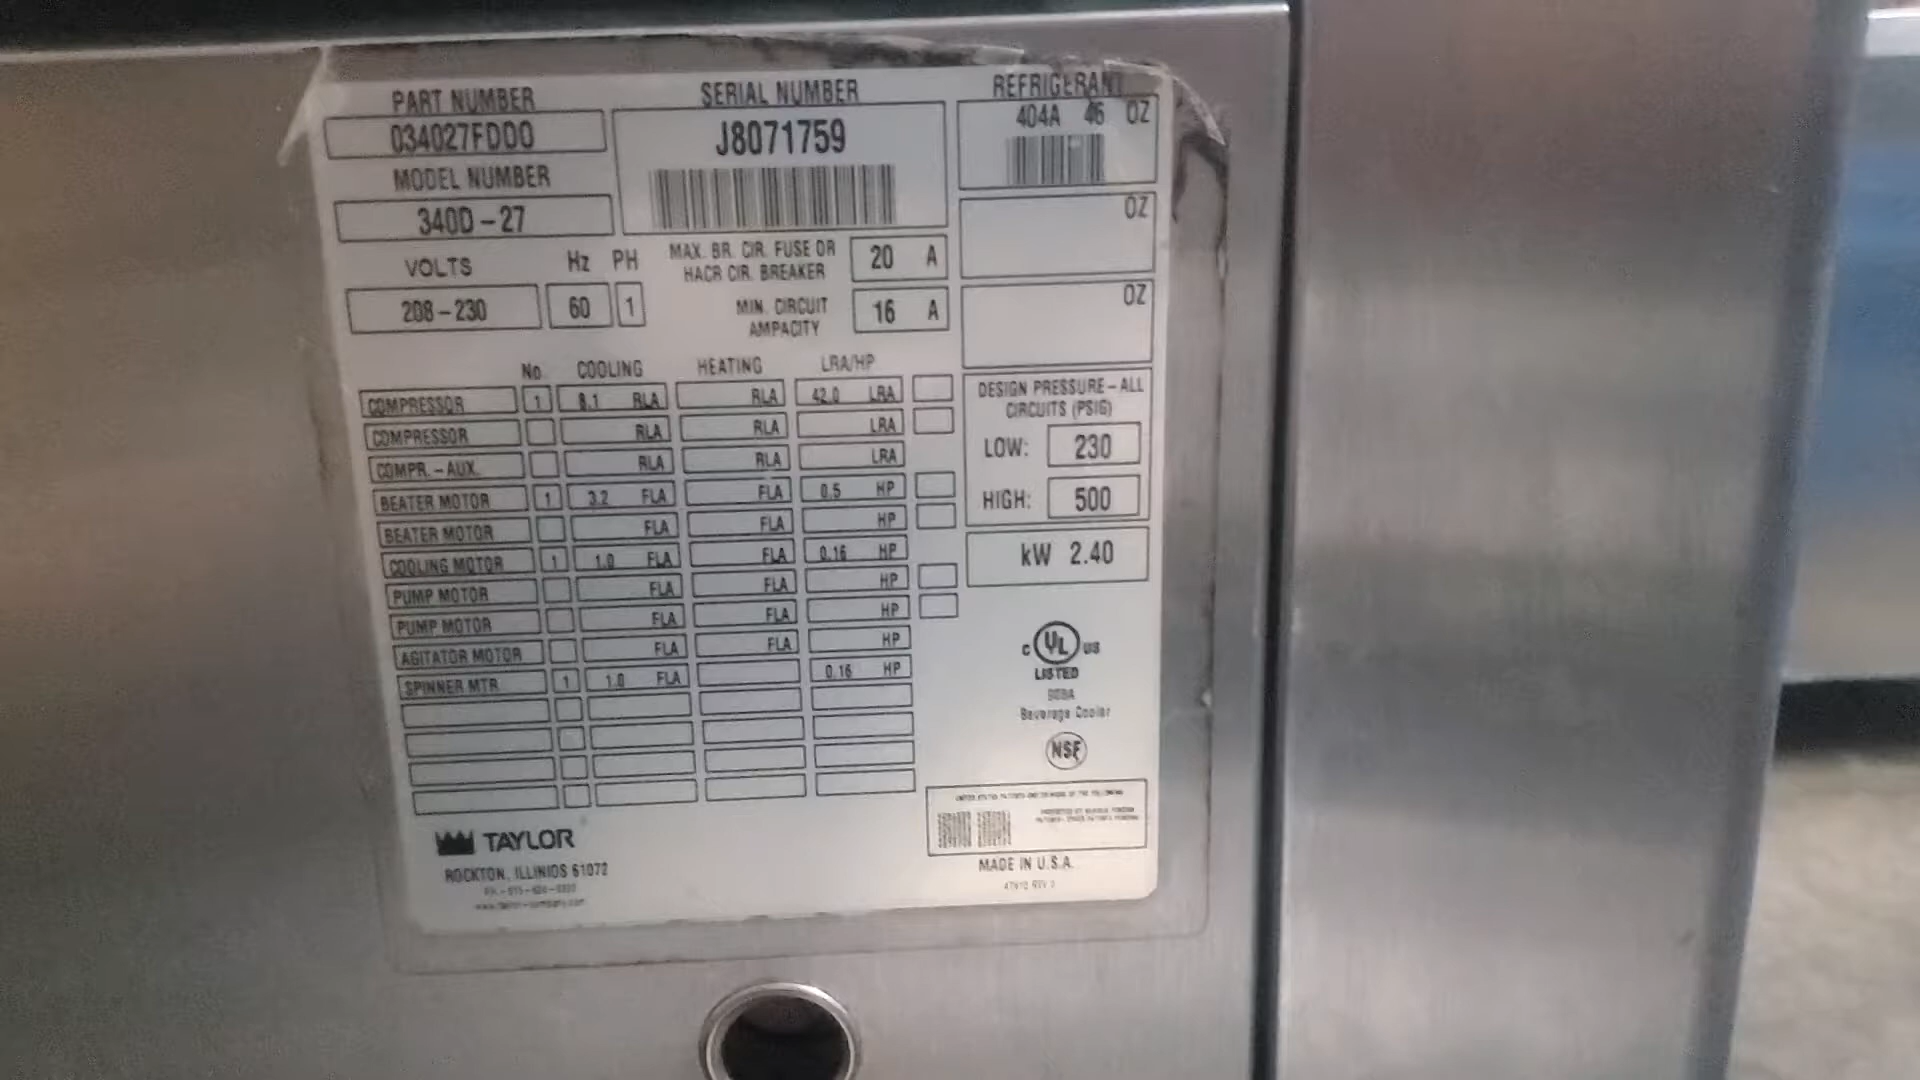 PART NUMBER
034027FD00
MODEL NUMBER
340D-27
VOLTS Hz PH
208-230 60 1
SERIAL NUMBER
J8071759
MAX. BR. CIR. FUSE OR
HACR CIR. BREAKER 20 A
MIN. CIRCUIT
AMPACITY 16 A
REFRIGERANT
404A 46 OZ
OZ
OZ
No COOLING HEATING LRA/HP
COMPRESSOR 1 8.1 RLA RLA 42.0 LRA
COMPRESSOR RLA RLA LRA
COMPR.-AUX. RLA RLA LRA
BEATER MOTOR 1 3.2 FLA FLA 0.5 HP
BEATER MOTOR FLA FLA HP
COOLING MOTOR 1 1.0 FLA FLA 0.16 HP
PUMP MOTOR FLA FLA HP
PUMP MOTOR FLA FLA HP
AGITATOR MOTOR FLA FLA HP
SPINNER MTR 1 1.0 FLA 0.16 HP
DESIGN PRESSURE-ALL
CIRCUITS (PSIG)
LOW: 230
HIGH: 500
kW 2.40
C UL US
LISTED
Beverage Cooler
NSF
TAYLOR
ROCKTON, ILLINIOS 61072
MADE IN U.S.A.